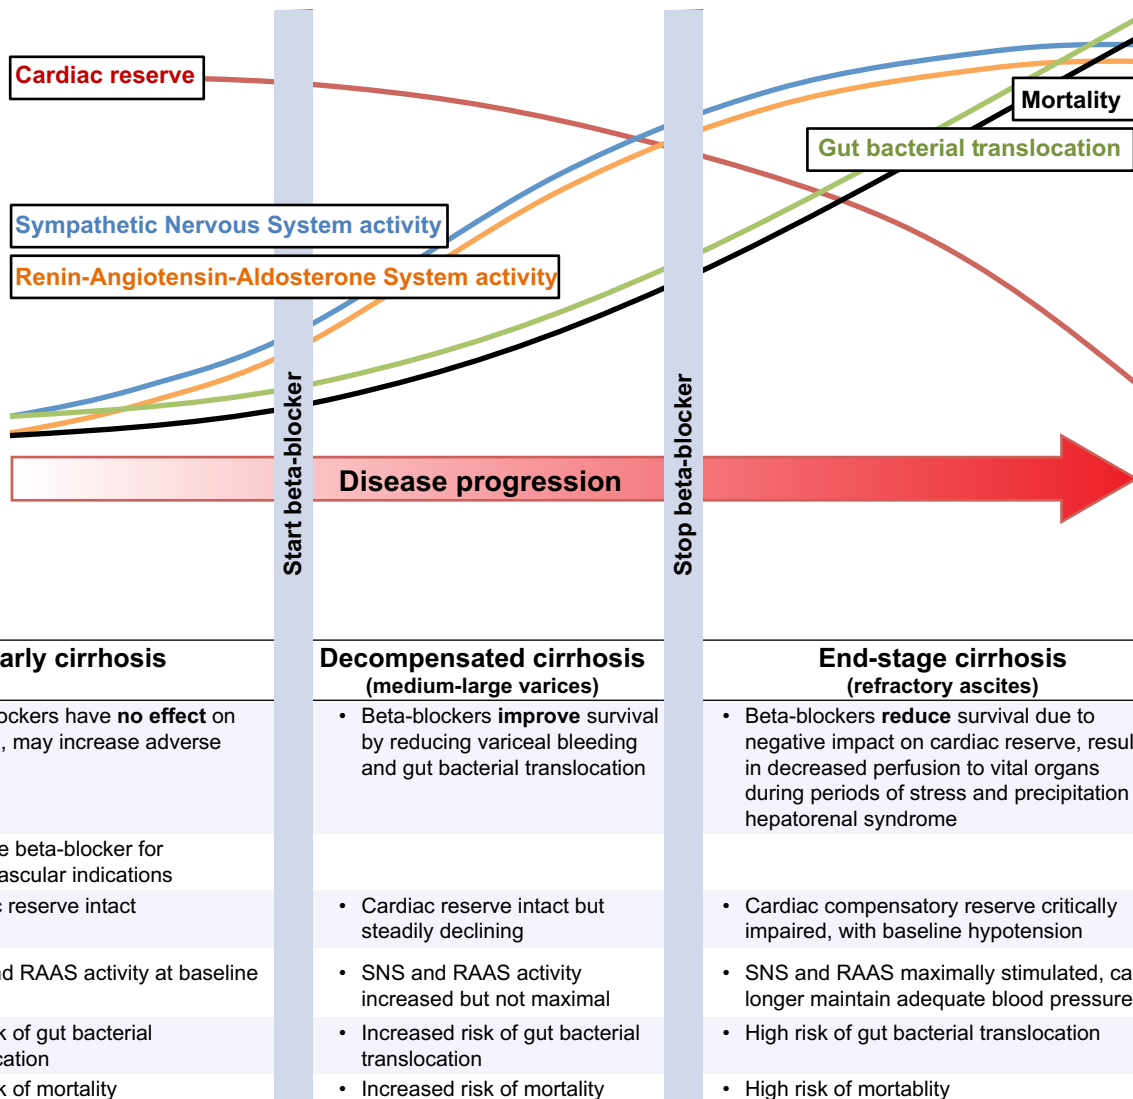 Cardiac reserve
Mortality
Gut bacterial translocation
Sympathetic Nervous System activity
Renin-Angiotensin-Aldosterone System activity
Start beta-blocker
Disease progression
Stop beta-blocker
arly cirrhosis
ockers have no effect on
, may increase adverse
e beta-blocker for
ascular indications
c reserve intact
nd RAAS activity at baseline
k of gut bacterial
cation
k of mortality
Decompensated cirrhosis
(medium-large varices)
• Beta-blockers improve survival
by reducing variceal bleeding
and gut bacterial translocation
• Cardiac reserve intact but
steadily declining
• SNS and RAAS activity
increased but not maximal
• Increased risk of gut bacterial
translocation
• Increased risk of mortality
End-stage cirrhosis
(refractory ascites)
• Beta-blockers reduce survival due to
negative impact on cardiac reserve, resul
in decreased perfusion to vital organs
during periods of stress and precipitation
hepatorenal syndrome
• Cardiac compensatory reserve critically
impaired, with baseline hypotension
• SNS and RAAS maximally stimulated, ca
longer maintain adequate blood pressure
• High risk of gut bacterial translocation
• High risk of mortablity